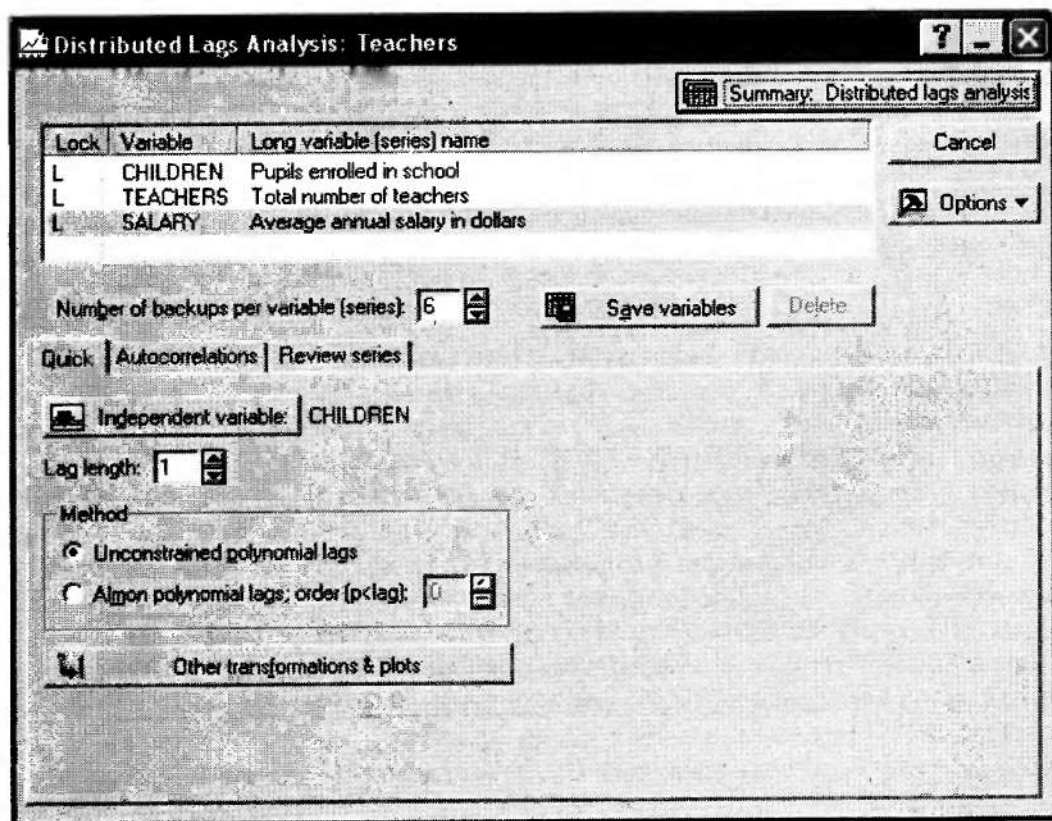 Distributed Lags Analysis: Teachers
Summary: Distributed lags analysis
Lock Variable Long variable (series) name
L CHILDREN Pupils enrolled in school
L TEACHERS Total number of teachers
L SALARY Average annual salary in dollars
Cancel
Options
Number of backups per variable (series): 6 Save variables Delete
Quick Autocorrelations Review series
Independent variable: CHILDREN
Lag length: 1
Method
Unconstrained polynomial lags
Almon polynomial lags; order (p<lag): 0
Other transformations & plots